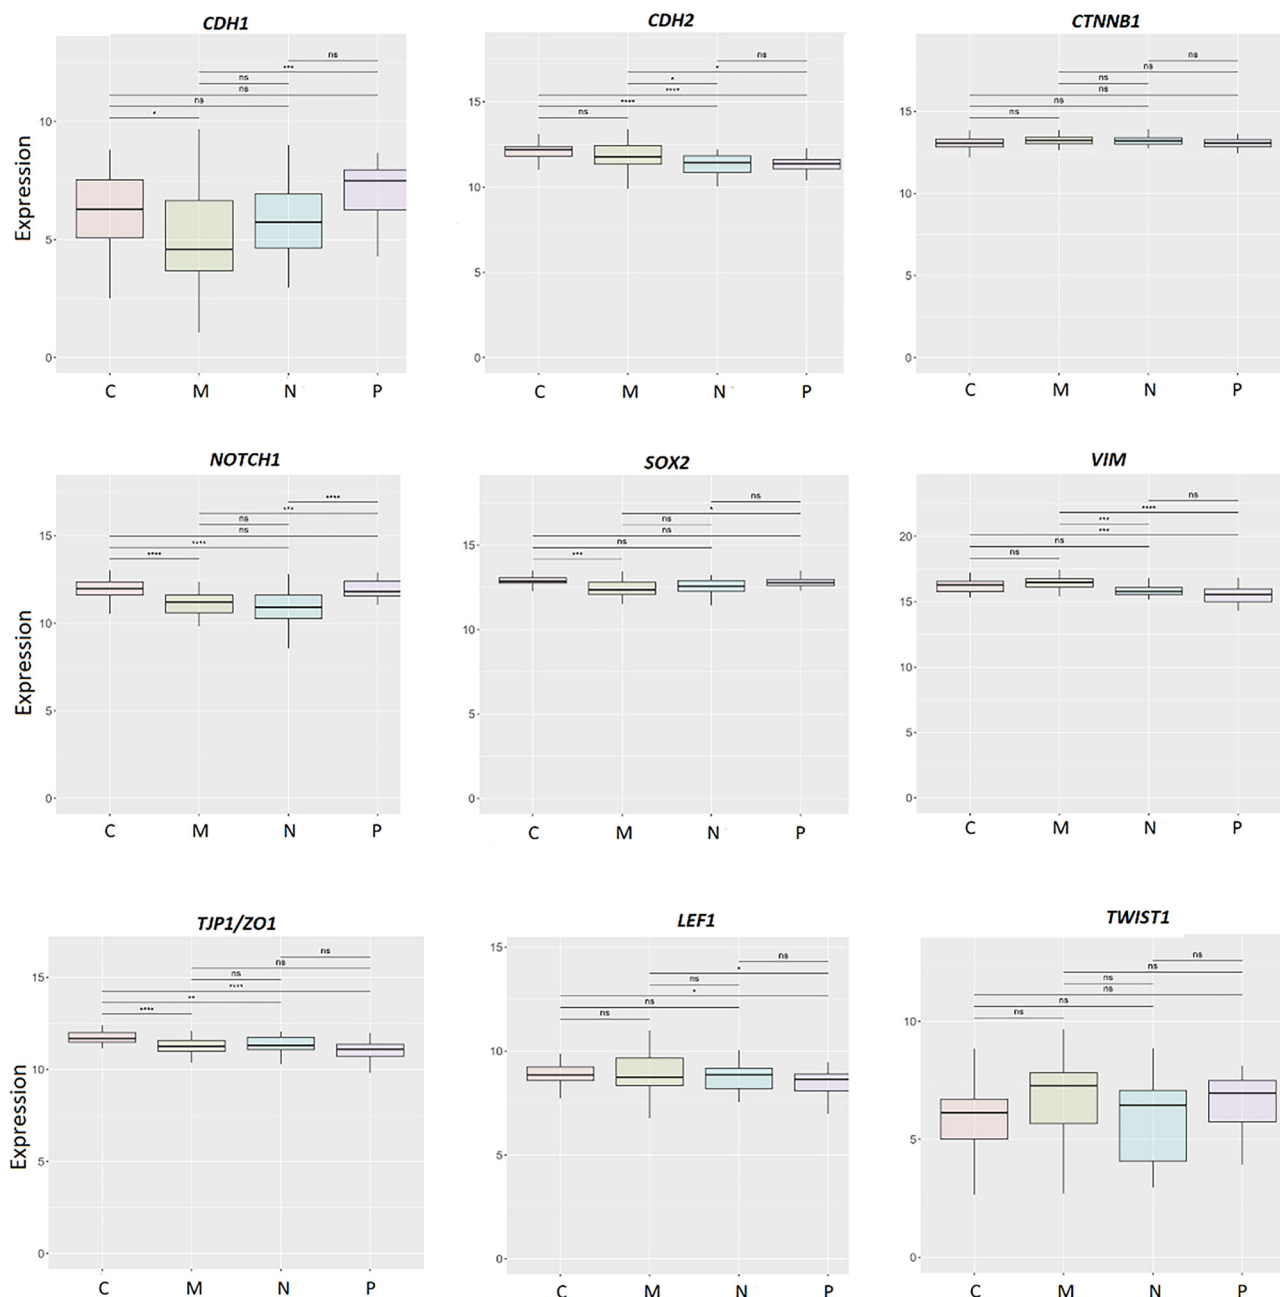 CDH1
CDH2
CTNNB1
ns
***
ns
ns
ns
*
ns
*
*
****
****
ns
ns
ns
ns
ns
ns
ns
Expression
10
5
0
15
10
5
0
15
10
5
0
C M N P
C M N P
C M N P
NOTCH1
SOX2
VIM
****
***
ns
ns
****
****
ns
*
ns
ns
ns
***
ns
****
***
***
ns
ns
Expression
15
10
5
0
15
10
5
0
20
15
10
5
0
C M N P
C M N P
C M N P
TJP1/ZO1
LEF1
TWIST1
ns
ns
ns
****
**
****
ns
*
ns
*
ns
ns
ns
ns
ns
ns
ns
ns
Expression
15
10
5
0
15
10
5
0
10
5
0
C M N P
C M N P
C M N P